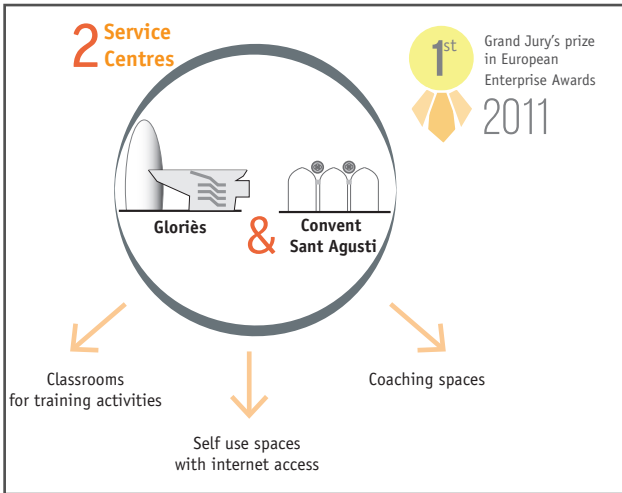 2 Service
Centres
1st
Grand Jury's prize
in European
Enterprise Awards
2011
Gloriès
&
Convent
Sant Agusti
Classrooms
for training activities
Self use spaces
with internet access
Coaching spaces